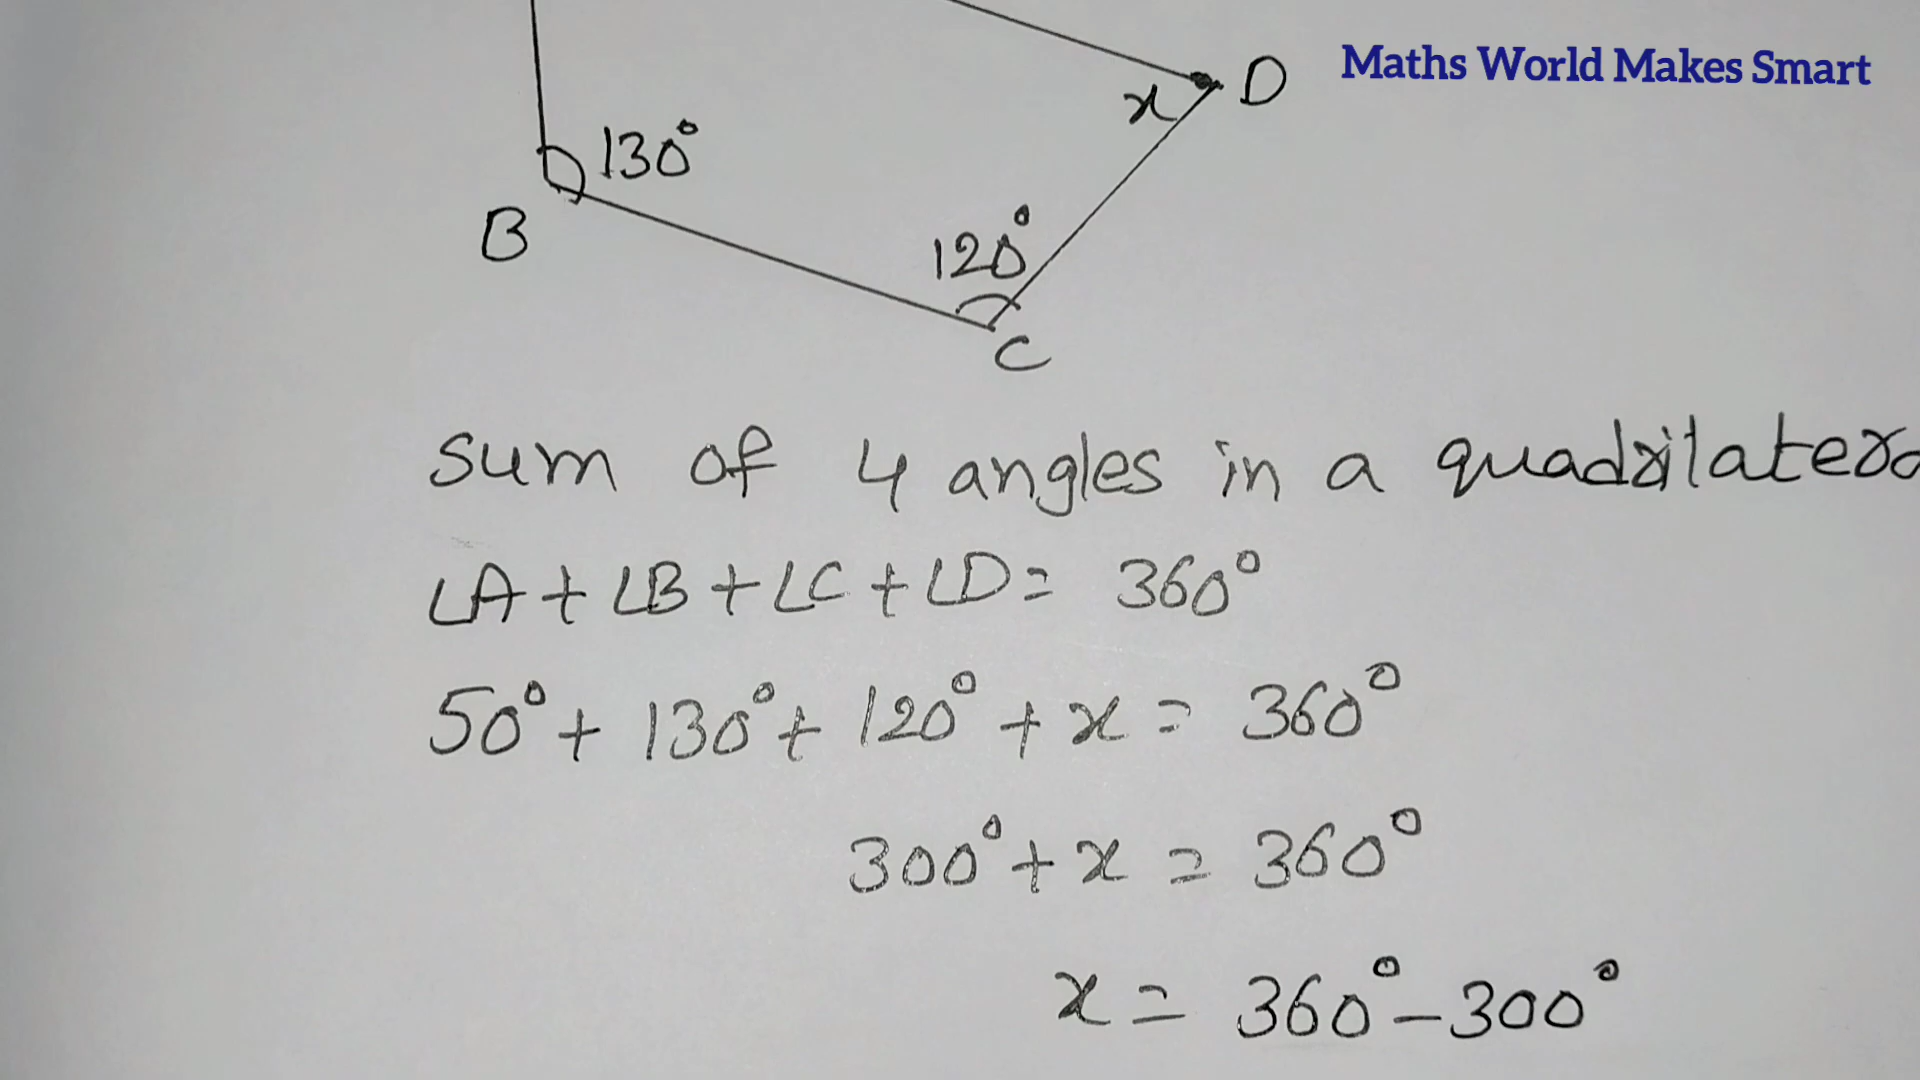 Maths World Makes Smart
D
x
130°
B
120°
C
Sum of 4 angles in a quadrilatera
∠A + ∠B + ∠C + ∠D = 360°
50° + 130° + 120° + x = 360°
300° + x = 360°
x = 360° - 300°